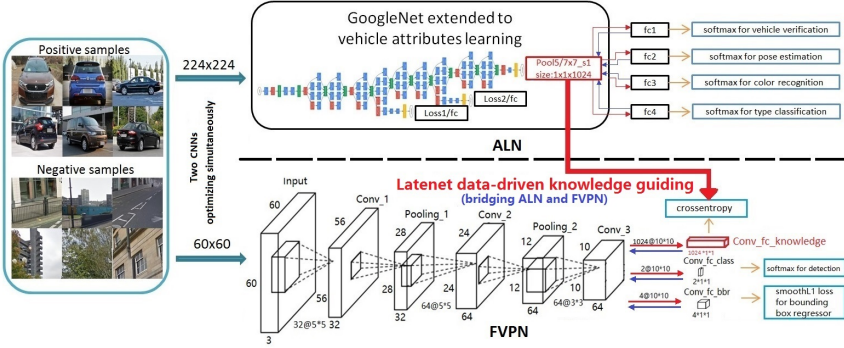 GoogleNet extended to
vehicle attributes learning
Positive samples
224x224
Pool5/7x7_s1
size:1x1x1024
Loss2/fc
Loss1/fc
fc1
softmax for vehicle verification
fc2
softmax for pose estimation
fc3
softmax for color recognition
fc4
softmax for type classification
ALN
Two CNNs
optimizing simultaneously
Negative samples
60x60
Latenet data-driven knowledge guiding
(bridging ALN and FVPN)
Input
60
60
3
Conv_1
56
56
32
32@5*5
Pooling_1
28
28
32
64@5*5
Conv_2
24
24
64
Pooling_2
12
12
64
64@3*3
Conv_3
10
10
64
crossentropy
1024@10*10
Conv_fc_knowledge
1024 *1*1
2@10*10
Conv_fc_class
2*1*1
softmax for detection
4@10*10
Conv_fc_bbr
4*1*1
smoothL1 loss
for bounding
box regressor
FVPN